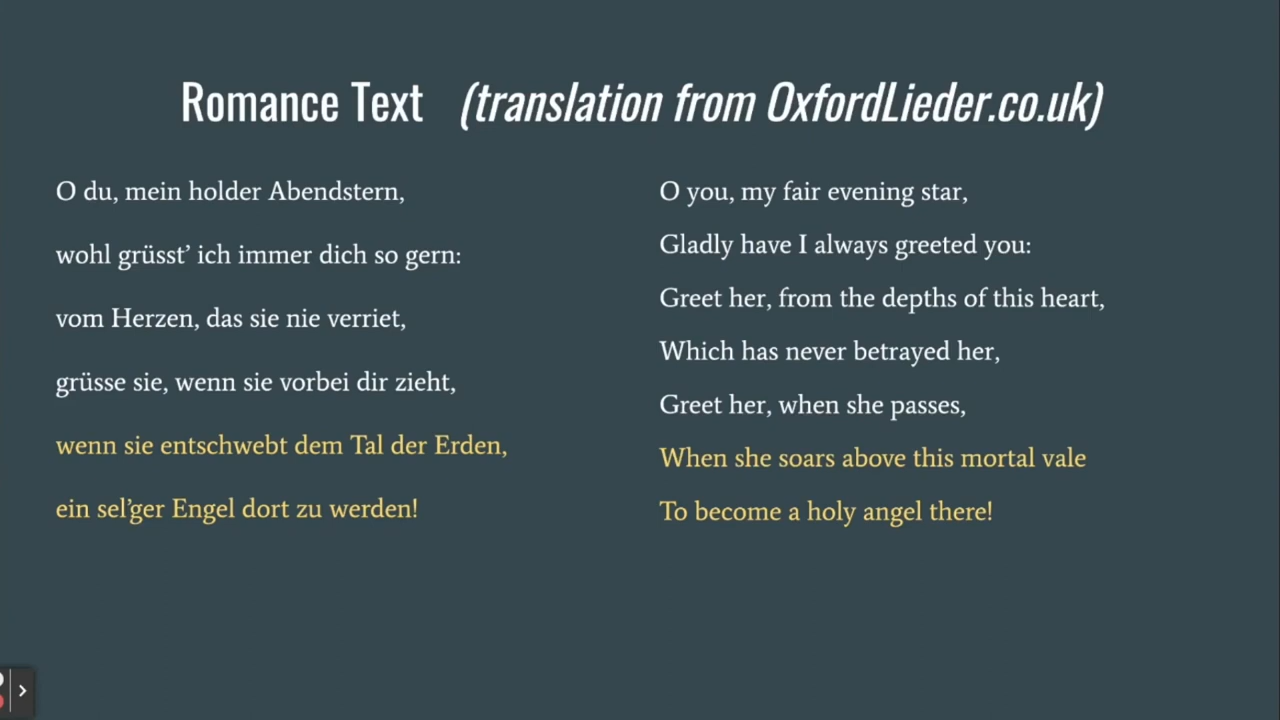 Romance Text (translation from OxfordLieder.co.uk)
O du, mein holder Abendstern,
wohl grüsst’ ich immer dich so gern:
vom Herzen, das sie nie verriet,
grüsse sie, wenn sie vorbei dir zieht,
wenn sie entschwebt dem Tal der Erden,
ein sel’ger Engel dort zu werden!
O you, my fair evening star,
Gladly have I always greeted you:
Greet her, from the depths of this heart,
Which has never betrayed her,
Greet her, when she passes,
When she soars above this mortal vale
To become a holy angel there!